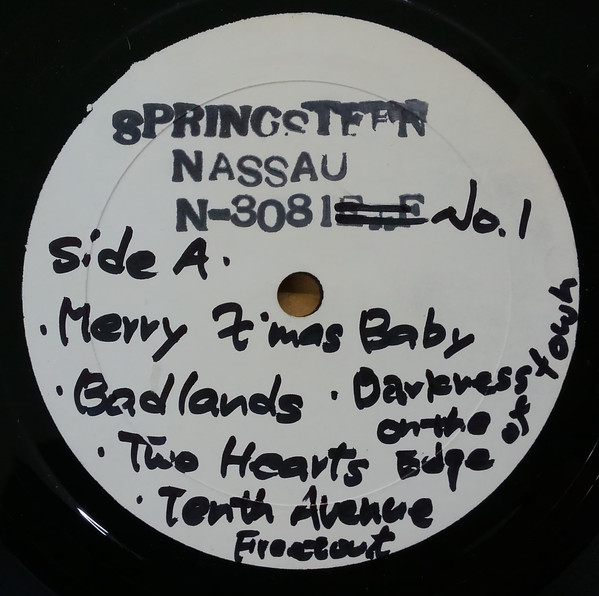 SPRINGSTEEN
NASSAU
N-3081 No.1
Side A.
· Merry X'mas Baby
· Badlands · Darkness
on the
Edge of town
· Two Hearts
· Tenth Avenue
Freezout